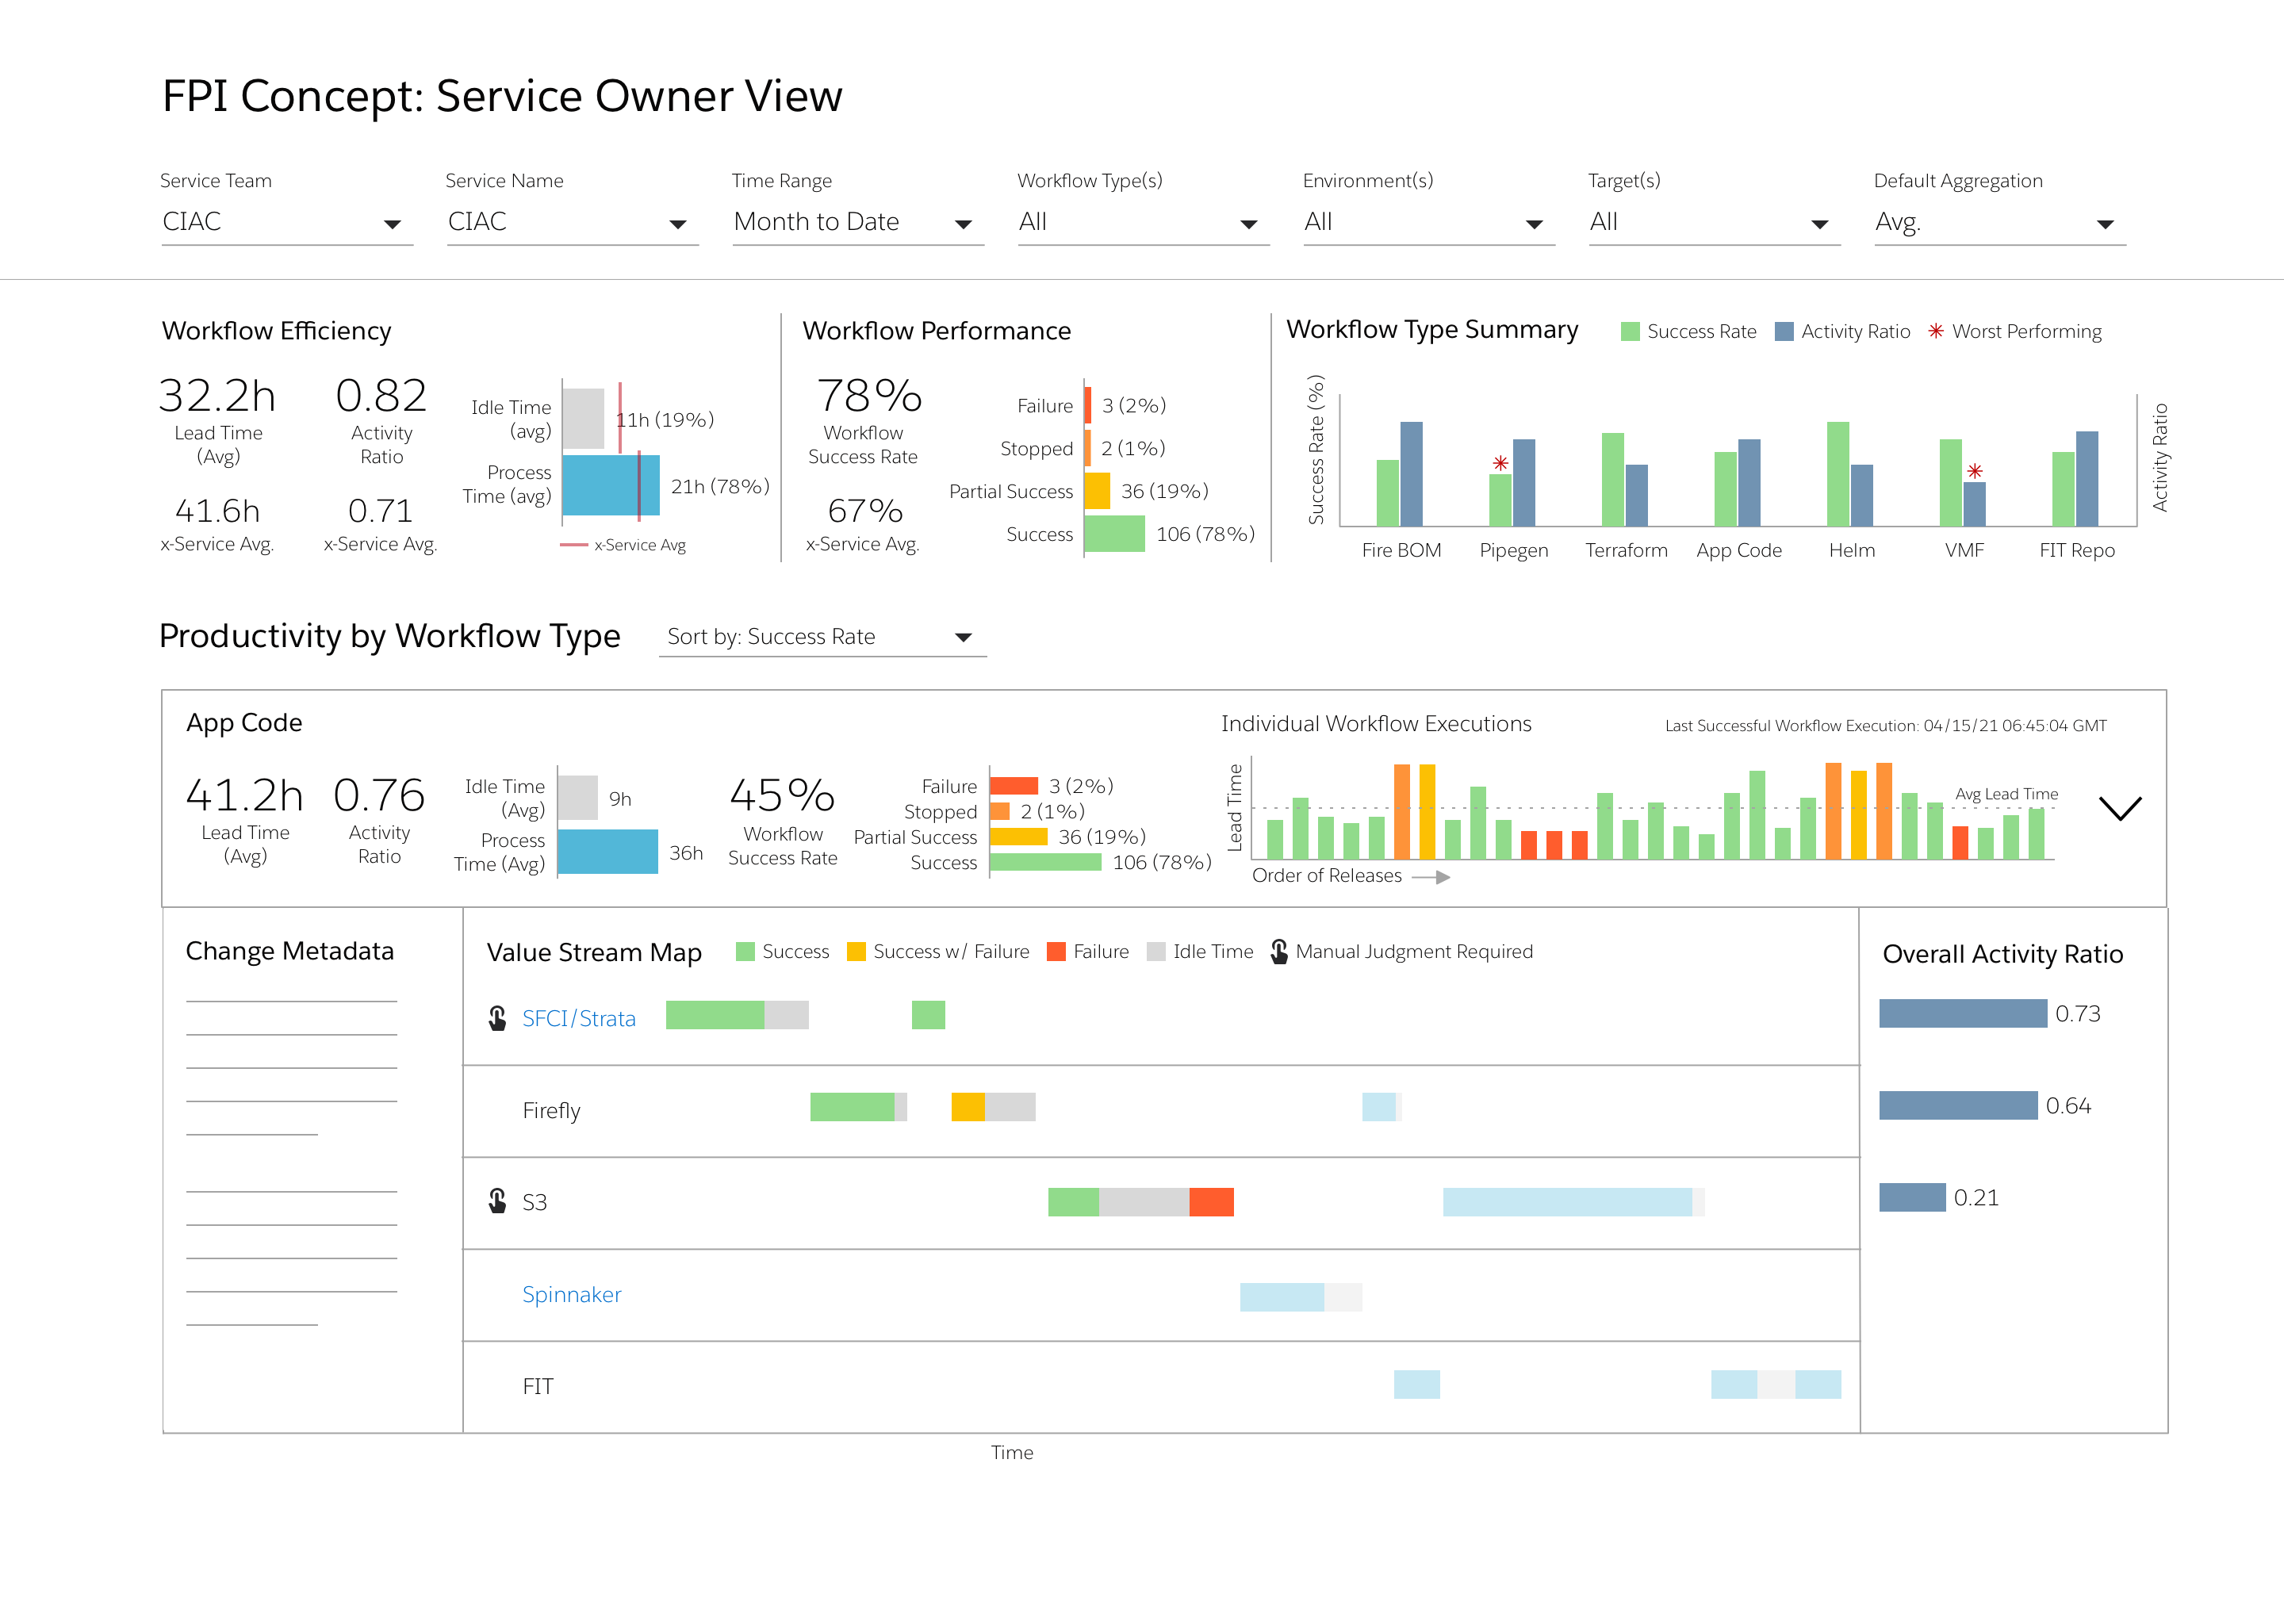 FPI Concept: Service Owner View
Service Team
Service Name
Time Range
Workflow Type(s)
Environment(s)
Target(s)
Default Aggregation
CIAC
CIAC
Month to Date
All
All
All
Avg.
Workflow Efficiency
32.2h
Lead Time
(Avg)
0.82
Activity
Ratio
41.6h
x-Service Avg.
0.71
x-Service Avg.
Idle Time
(avg)
11h (19%)
Process
Time (avg)
21h (78%)
x-Service Avg
Workflow Performance
78%
Workflow
Success Rate
67%
x-Service Avg.
Failure
3 (2%)
Stopped
2 (1%)
Partial Success
36 (19%)
Success
106 (78%)
Workflow Type Summary
Success Rate
Activity Ratio
Worst Performing
Success Rate (%)
Activity Ratio
Fire BOM
Pipegen
Terraform
App Code
Helm
VMF
FIT Repo
Productivity by Workflow Type
Sort by: Success Rate
App Code
41.2h
Lead Time
(Avg)
0.76
Activity
Ratio
Idle Time
(Avg)
9h
Process
Time (Avg)
36h
45%
Workflow
Success Rate
Failure
3 (2%)
Stopped
2 (1%)
Partial Success
36 (19%)
Success
106 (78%)
Individual Workflow Executions
Last Successful Workflow Execution: 04/15/21 06:45:04 GMT
Lead Time
Avg Lead Time
Order of Releases
Change Metadata
Value Stream Map
Success
Success w/ Failure
Failure
Idle Time
Manual Judgment Required
Overall Activity Ratio
SFCI/Strata
0.73
Firefly
0.64
S3
0.21
Spinnaker
FIT
Time